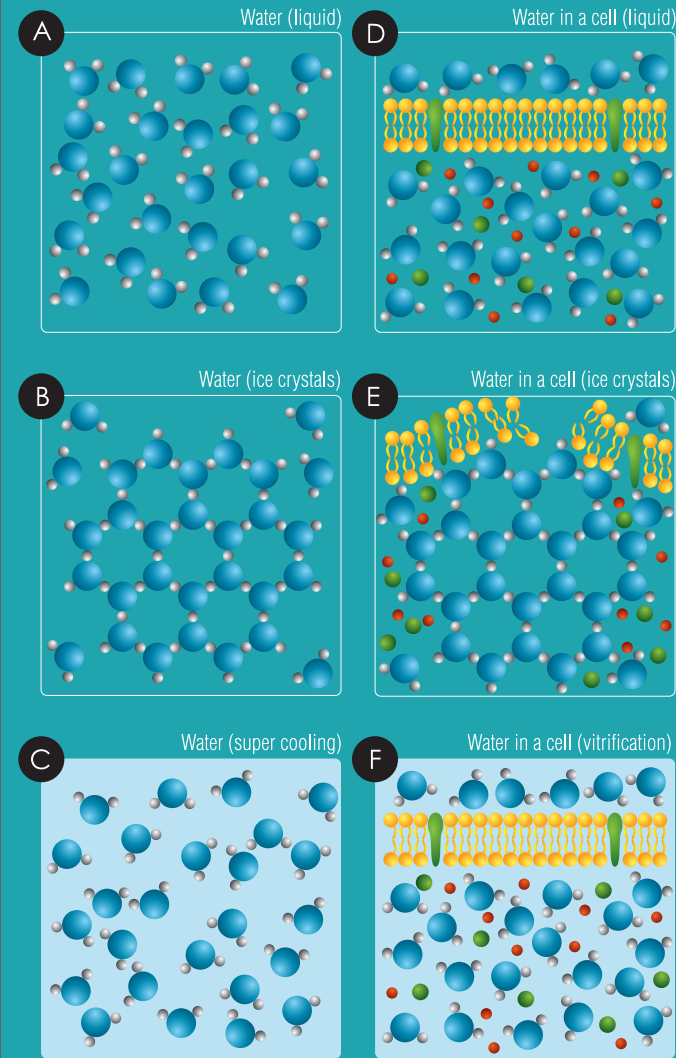 A
Water (liquid)
D
Water in a cell (liquid)
B
Water (ice crystals)
E
Water in a cell (ice crystals)
C
Water (super cooling)
F
Water in a cell (vitrification)